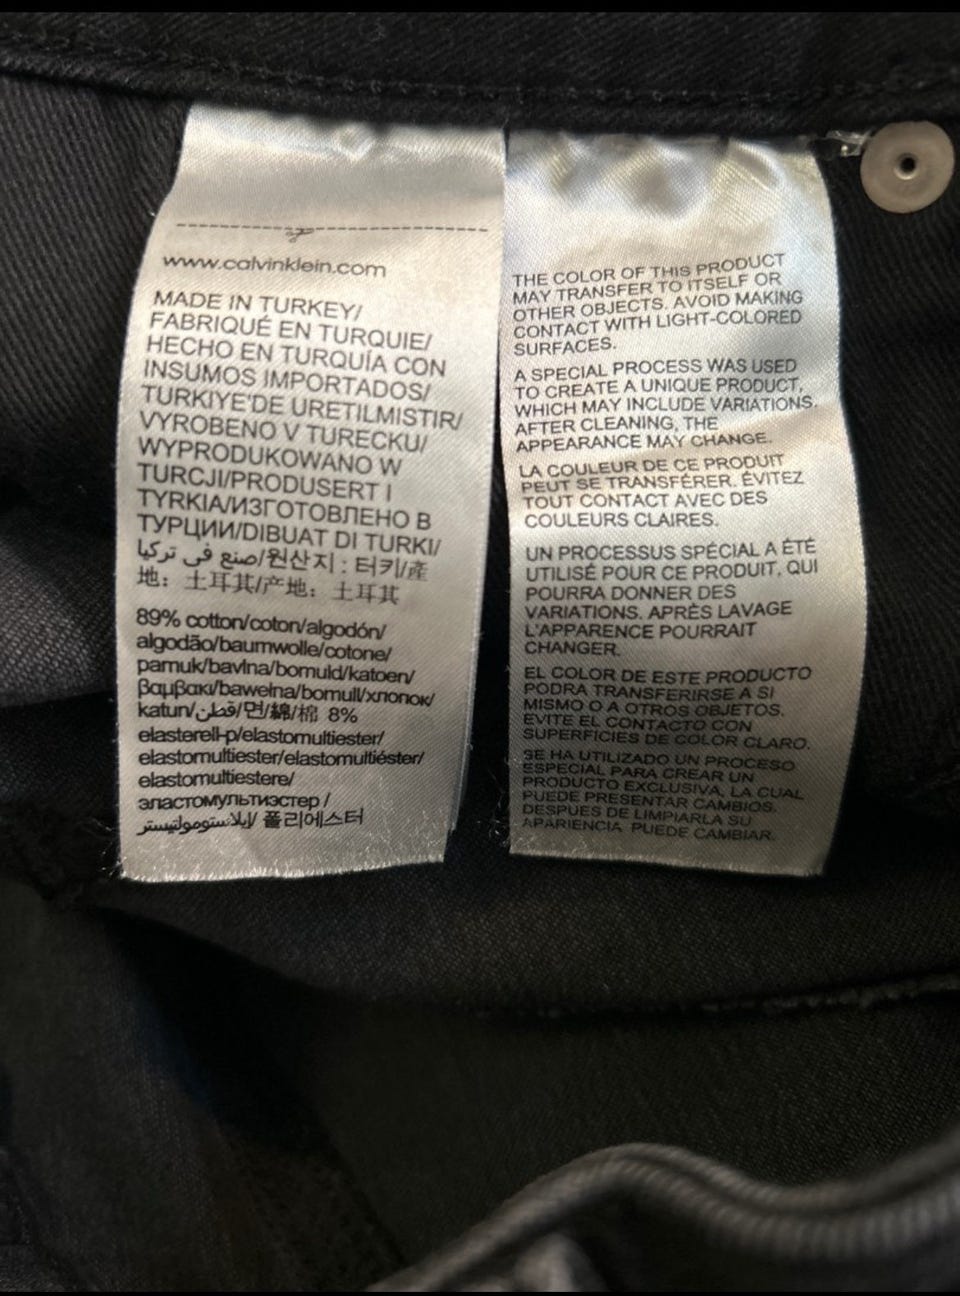 www.calvinklein.com
MADE IN TURKEY/
FABRIQUÉ EN TURQUIE/
HECHO EN TURQUÍA CON
INSUMOS IMPORTADOS/
TURKIYE'DE URETILMISTIR/
VYROBENO V TURECKU/
WYPRODUKOWANO W
TURCJI/PRODUSERT I
TYRKIA/ИЗГОТОВЛЕНО В
ТУРЦИИ/DIBUAT DI TURKI/
صنع في تركيا/원산지 : 터키/產
地：土耳其/产地：土耳其
89% cotton/coton/algodón/
algodão/baumwolle/cotone/
pamuk/bavlna/bomuld/katoen/
βαμβακι/bawełna/bomull/хлопок/
katun/قطن/면/綿/棉 8%
elasterell-p/elastomultiester/
elastomultiester/elastomultiéster/
elastomultiestere/
эластомультиэстер /
إيلاستومولتيستر/ 폴리에스터
THE COLOR OF THIS PRODUCT
MAY TRANSFER TO ITSELF OR
OTHER OBJECTS. AVOID MAKING
CONTACT WITH LIGHT-COLORED
SURFACES.
A SPECIAL PROCESS WAS USED
TO CREATE A UNIQUE PRODUCT,
WHICH MAY INCLUDE VARIATIONS.
AFTER CLEANING, THE
APPEARANCE MAY CHANGE.
LA COULEUR DE CE PRODUIT
PEUT SE TRANSFÉRER. ÉVITEZ
TOUT CONTACT AVEC DES
COULEURS CLAIRES.
UN PROCESSUS SPÉCIAL A ÉTÉ
UTILISÉ POUR CE PRODUIT, QUI
POURRA DONNER DES
VARIATIONS. APRÈS LAVAGE
L'APPARENCE POURRAIT
CHANGER.
EL COLOR DE ESTE PRODUCTO
PODRA TRANSFERIRSE A SI
MISMO O A OTROS OBJETOS.
EVITE EL CONTACTO CON
SUPERFICIES DE COLOR CLARO.
SE HA UTILIZADO UN PROCESO
ESPECIAL PARA CREAR UN
PRODUCTO EXCLUSIVA, LA CUAL
PUEDE PRESENTAR CAMBIOS.
DESPUES DE LIMPIARLA SU
APARIENCIA PUEDE CAMBIAR.